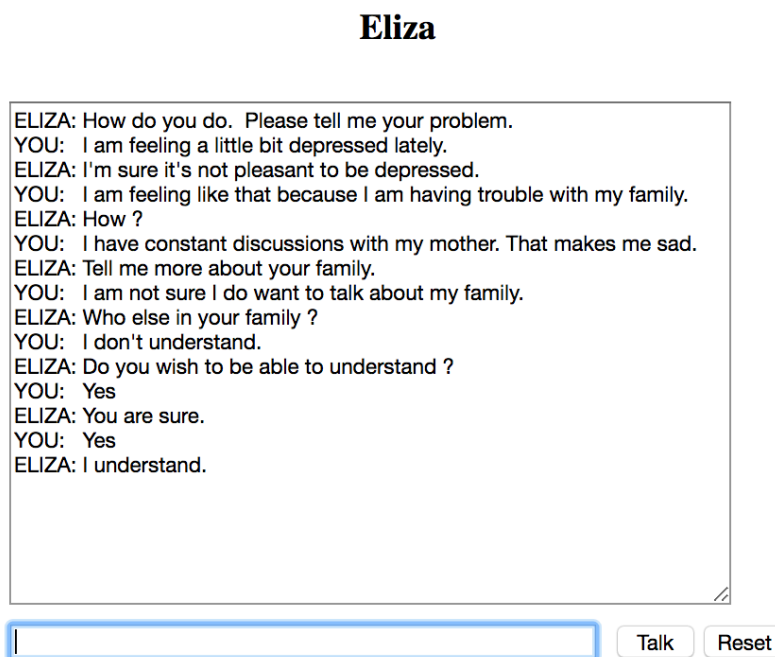 Eliza
ELIZA: How do you do.  Please tell me your problem.
YOU:   I am feeling a little bit depressed lately.
ELIZA: I'm sure it's not pleasant to be depressed.
YOU:   I am feeling like that because I am having trouble with my family.
ELIZA: How ?
YOU:   I have constant discussions with my mother. That makes me sad.
ELIZA: Tell me more about your family.
YOU:   I am not sure I do want to talk about my family.
ELIZA: Who else in your family ?
YOU:   I don't understand.
ELIZA: Do you wish to be able to understand ?
YOU:   Yes
ELIZA: You are sure.
YOU:   Yes
ELIZA: I understand.
Talk Reset